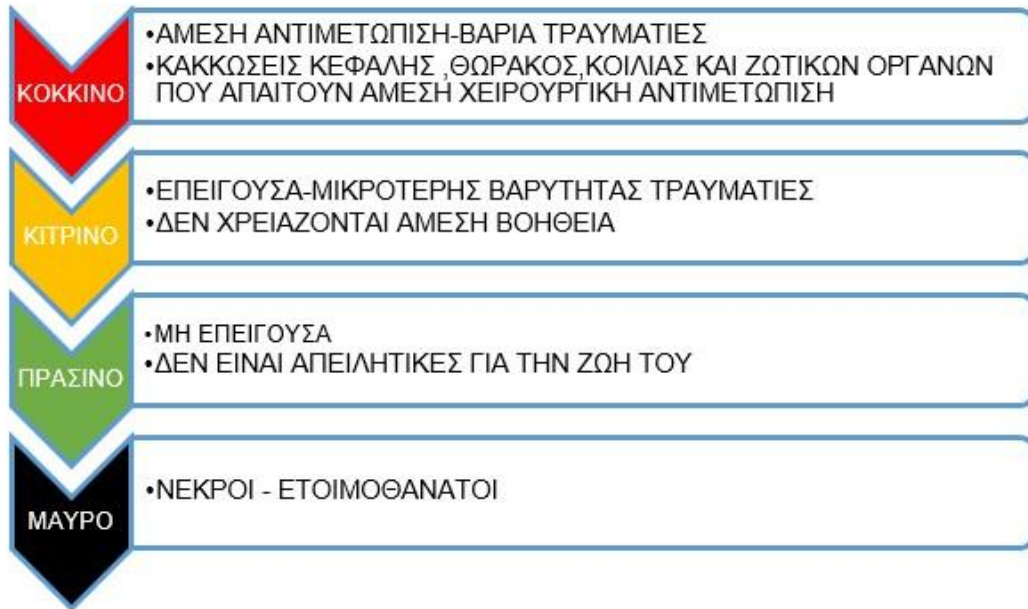 ΚΟΚΚΙΝΟ
•ΑΜΕΣΗ ΑΝΤΙΜΕΤΩΠΙΣΗ-ΒΑΡΙΑ ΤΡΑΥΜΑΤΙΕΣ
•ΚΑΚΚΩΣΕΙΣ ΚΕΦΑΛΗΣ ,ΘΩΡΑΚΟΣ,ΚΟΙΛΙΑΣ ΚΑΙ ΖΩΤΙΚΩΝ ΟΡΓΑΝΩΝ
ΠΟΥ ΑΠΑΙΤΟΥΝ ΑΜΕΣΗ ΧΕΙΡΟΥΡΓΙΚΗ ΑΝΤΙΜΕΤΩΠΙΣΗ
ΚΙΤΡΙΝΟ
•ΕΠΕΙΓΟΥΣΑ-ΜΙΚΡΟΤΕΡΗΣ ΒΑΡΥΤΗΤΑΣ ΤΡΑΥΜΑΤΙΕΣ
•ΔΕΝ ΧΡΕΙΑΖΟΝΤΑΙ ΑΜΕΣΗ ΒΟΗΘΕΙΑ
ΠΡΑΣΙΝΟ
•ΜΗ ΕΠΕΙΓΟΥΣΑ
•ΔΕΝ ΕΙΝΑΙ ΑΠΕΙΛΗΤΙΚΕΣ ΓΙΑ ΤΗΝ ΖΩΗ ΤΟΥ
ΜΑΥΡΟ
•ΝΕΚΡΟΙ - ΕΤΟΙΜΟΘΑΝΑΤΟΙ